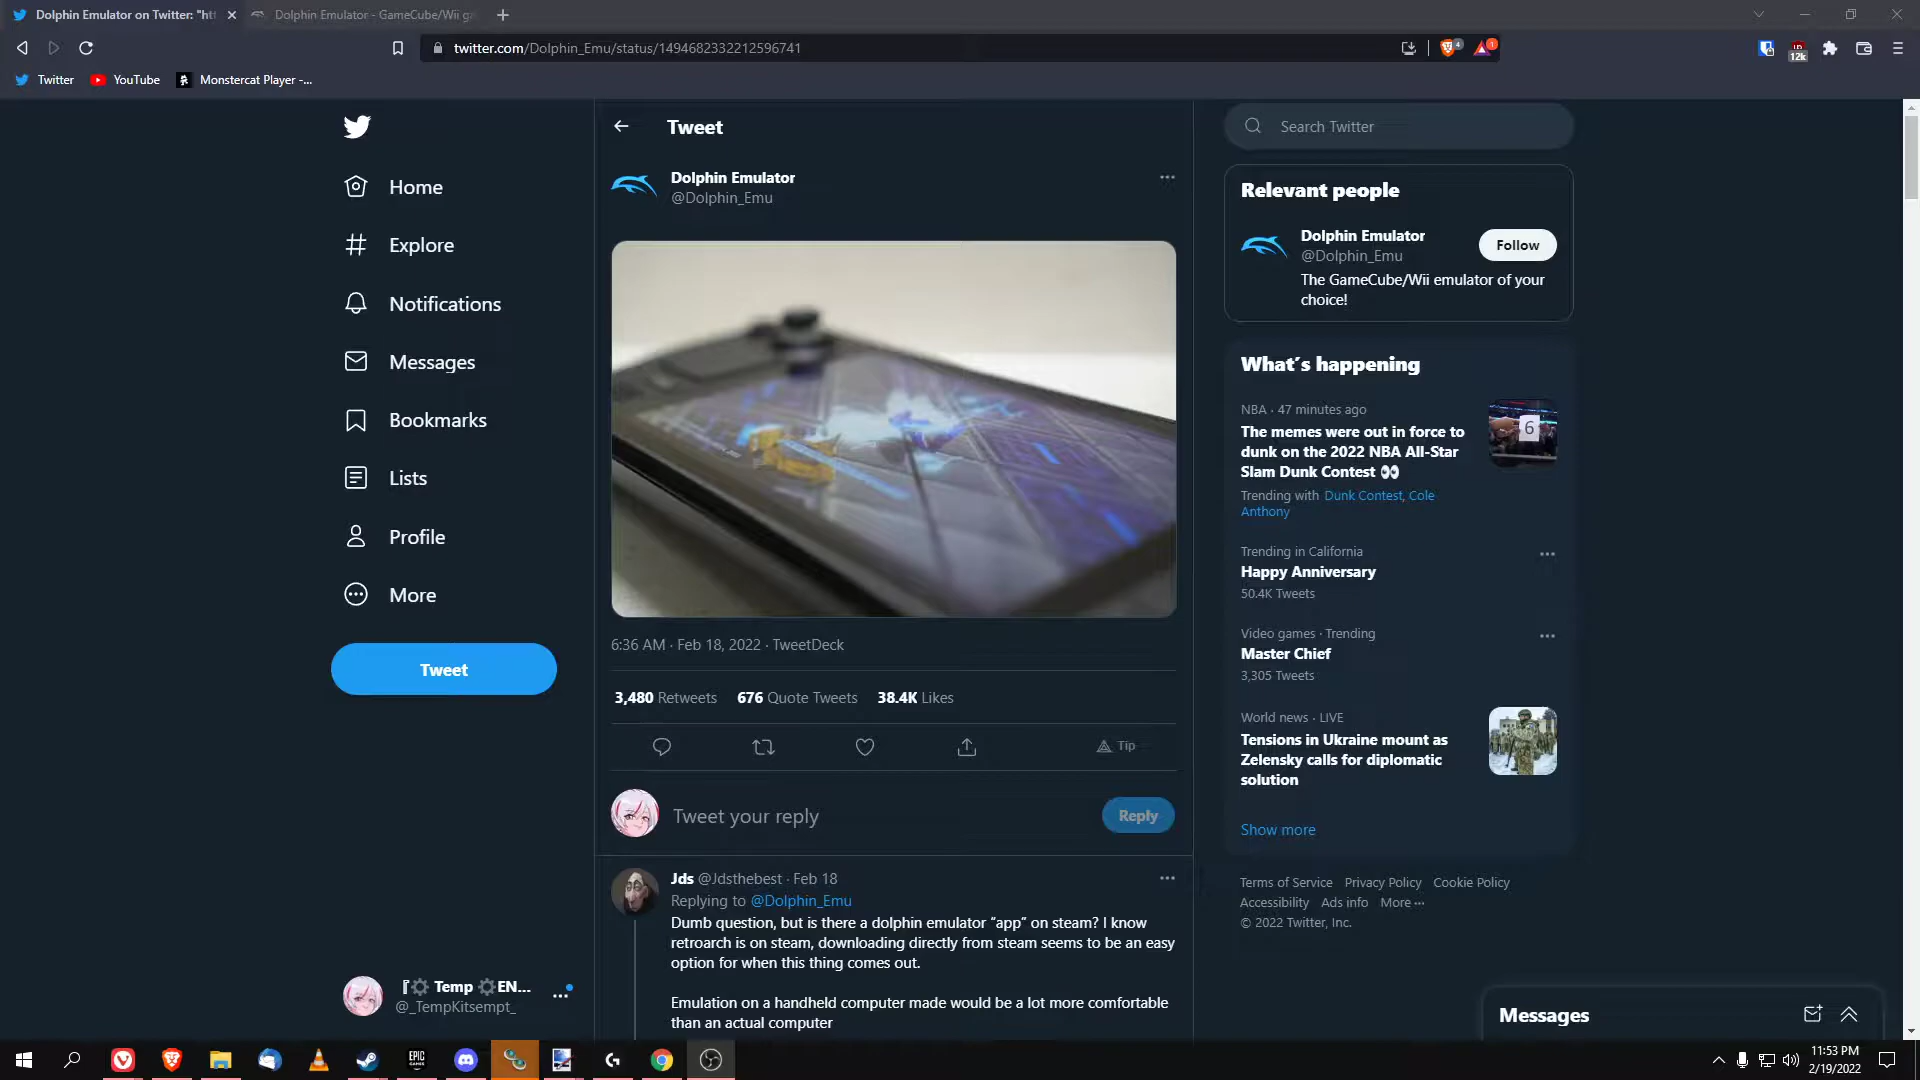 Dolphin Emulator on Twitter: "htt
Dolphin Emulator - GameCube/Wii ga
twitter.com/Dolphin_Emu/status/1494682332212596741
4
1
12k
Twitter
YouTube
Monstercat Player -...
Home
Explore
Notifications
Messages
Bookmarks
Lists
Profile
More
Tweet
⚙ Temp ⚙EN...
@_TempKitsempt_
Tweet
Dolphin Emulator
@Dolphin_Emu
6:36 AM · Feb 18, 2022 · TweetDeck
3,480 Retweets 676 Quote Tweets 38.4K Likes
Tip
Tweet your reply
Reply
Jds @Jdsthebest · Feb 18
Replying to @Dolphin_Emu
Dumb question, but is there a dolphin emulator “app” on steam? I know
retroarch is on steam, downloading directly from steam seems to be an easy
option for when this thing comes out.
Emulation on a handheld computer made would be a lot more comfortable
than an actual computer
Search Twitter
Relevant people
Dolphin Emulator
@Dolphin_Emu
Follow
The GameCube/Wii emulator of your
choice!
What’s happening
NBA · 47 minutes ago
The memes were out in force to
dunk on the 2022 NBA All-Star
Slam Dunk Contest 👀
Trending with Dunk Contest, Cole
Anthony
6
Trending in California
Happy Anniversary
50.4K Tweets
Video games · Trending
Master Chief
3,305 Tweets
World news · LIVE
Tensions in Ukraine mount as
Zelensky calls for diplomatic
solution
Show more
Terms of Service Privacy Policy Cookie Policy
Accessibility Ads info More ···
© 2022 Twitter, Inc.
Messages
EPIC
GAMES
11:53 PM
2/19/2022